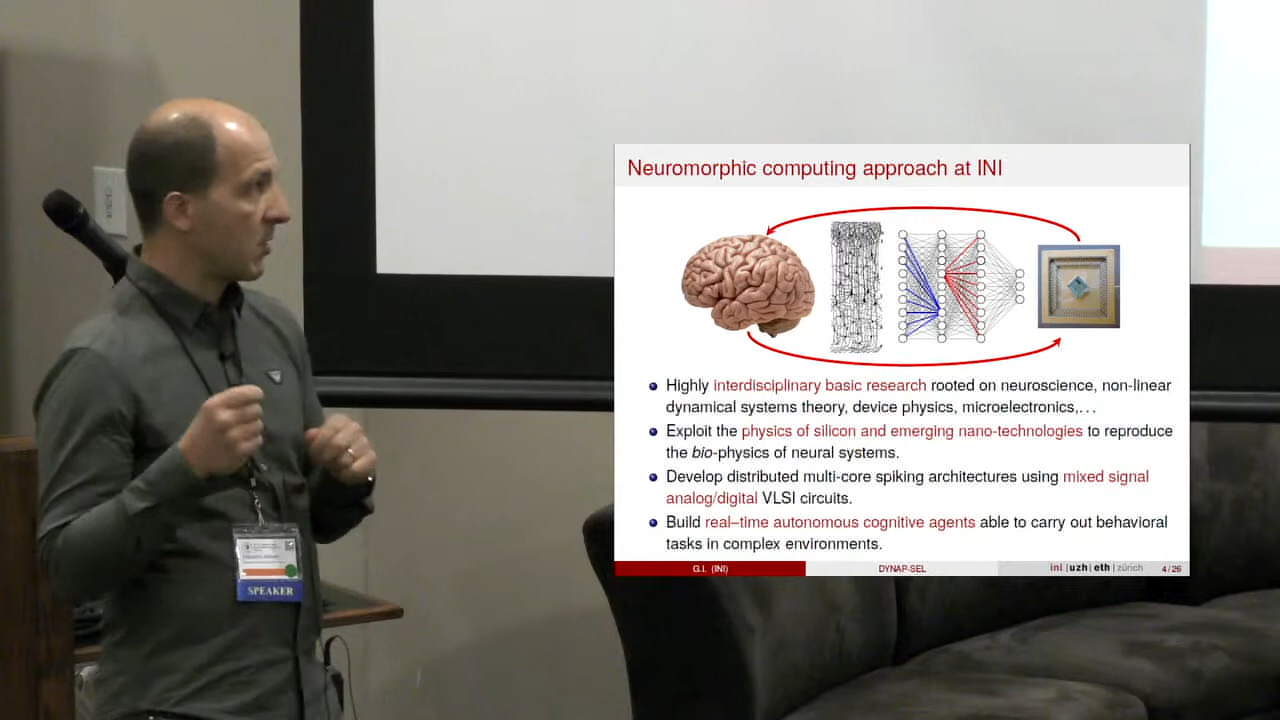 Neuromorphic computing approach at INI
Highly interdisciplinary basic research rooted on neuroscience, non-linear
dynamical systems theory, device physics, microelectronics,...
Exploit the physics of silicon and emerging nano-technologies to reproduce
the bio-physics of neural systems.
Develop distributed multi-core spiking architectures using mixed signal
analog/digital VLSI circuits.
Build real–time autonomous cognitive agents able to carry out behavioral
tasks in complex environments.
G.I. (INI) DYNAP-SEL ini | uzh | eth | zürich 4/26
SPEAKER